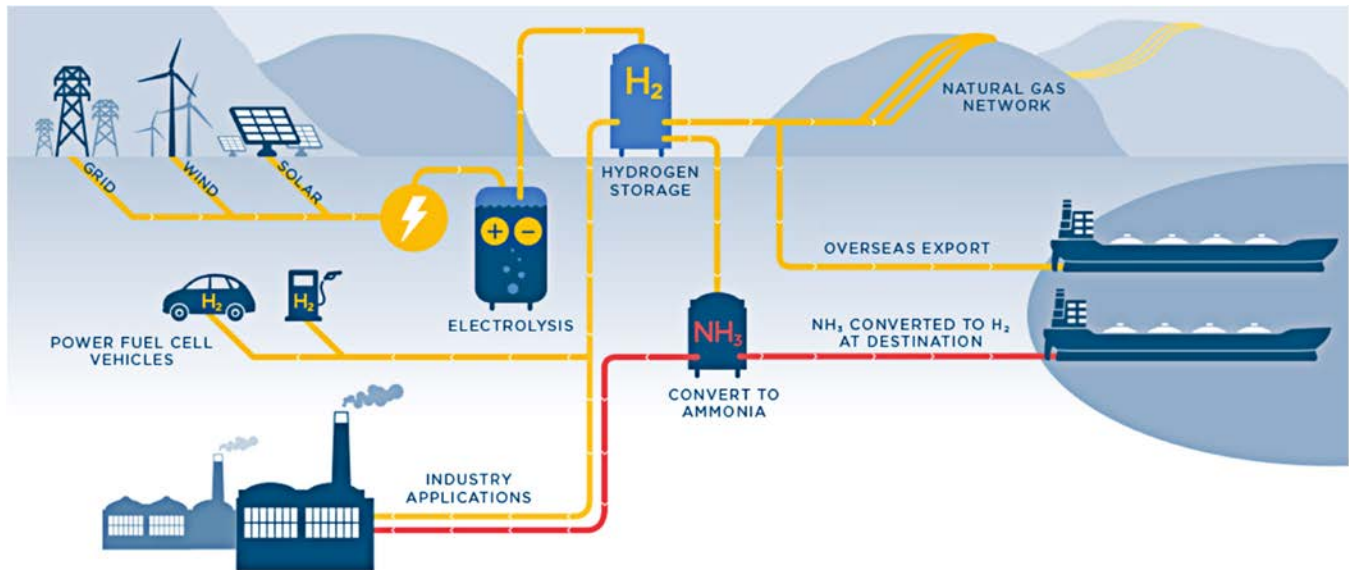 H₂
NATURAL GAS
NETWORK
GRID
WIND
SOLAR
HYDROGEN
STORAGE
+ −
OVERSEAS EXPORT
H₂
H₂
ELECTROLYSIS
POWER FUEL CELL
VEHICLES
NH₃
NH₃ CONVERTED TO H₂
AT DESTINATION
CONVERT TO
AMMONIA
INDUSTRY
APPLICATIONS